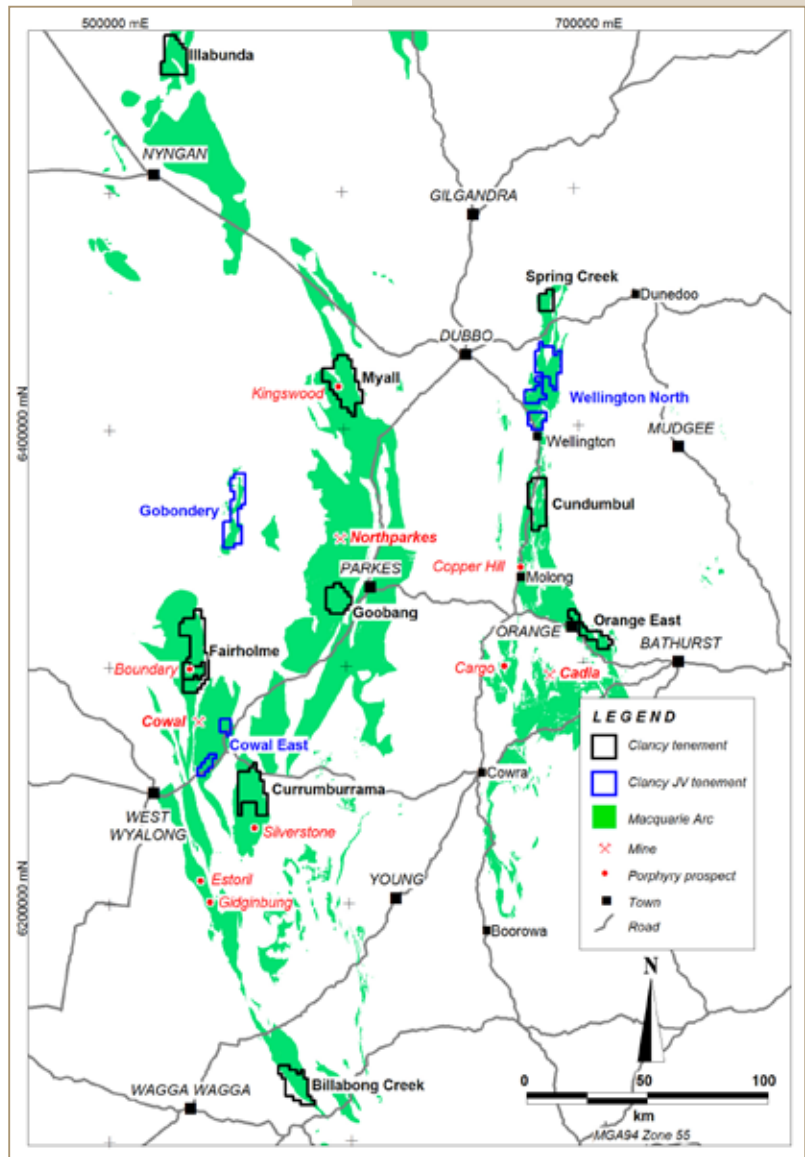 500000 mE
700000 mE
Illabunda
NYNGAN
GILGANDRA
Spring Creek
Dunedoo
DUBBO
Myall
Kingswood
Wellington North
6400000 mN
MUDGEE
Wellington
Gobondery
Cundumbul
Northparkes
Copper Hill
PARKES
Molong
Goobang
Orange East
ORANGE
Fairholme
BATHURST
Boundary
Cargo
Cadia
Cowal
LEGEND
Clancy tenement
Clancy JV tenement
Macquarie Arc
Mine
Porphyry prospect
Town
Road
Cowal East
Cowra
Currumburrama
WEST
WYALONG
Silverstone
Estoril
YOUNG
Gidginbung
6200000 mN
Boorowa
N
Billabong Creek
WAGGA WAGGA
0 50 100
km
MGA94 Zone 55